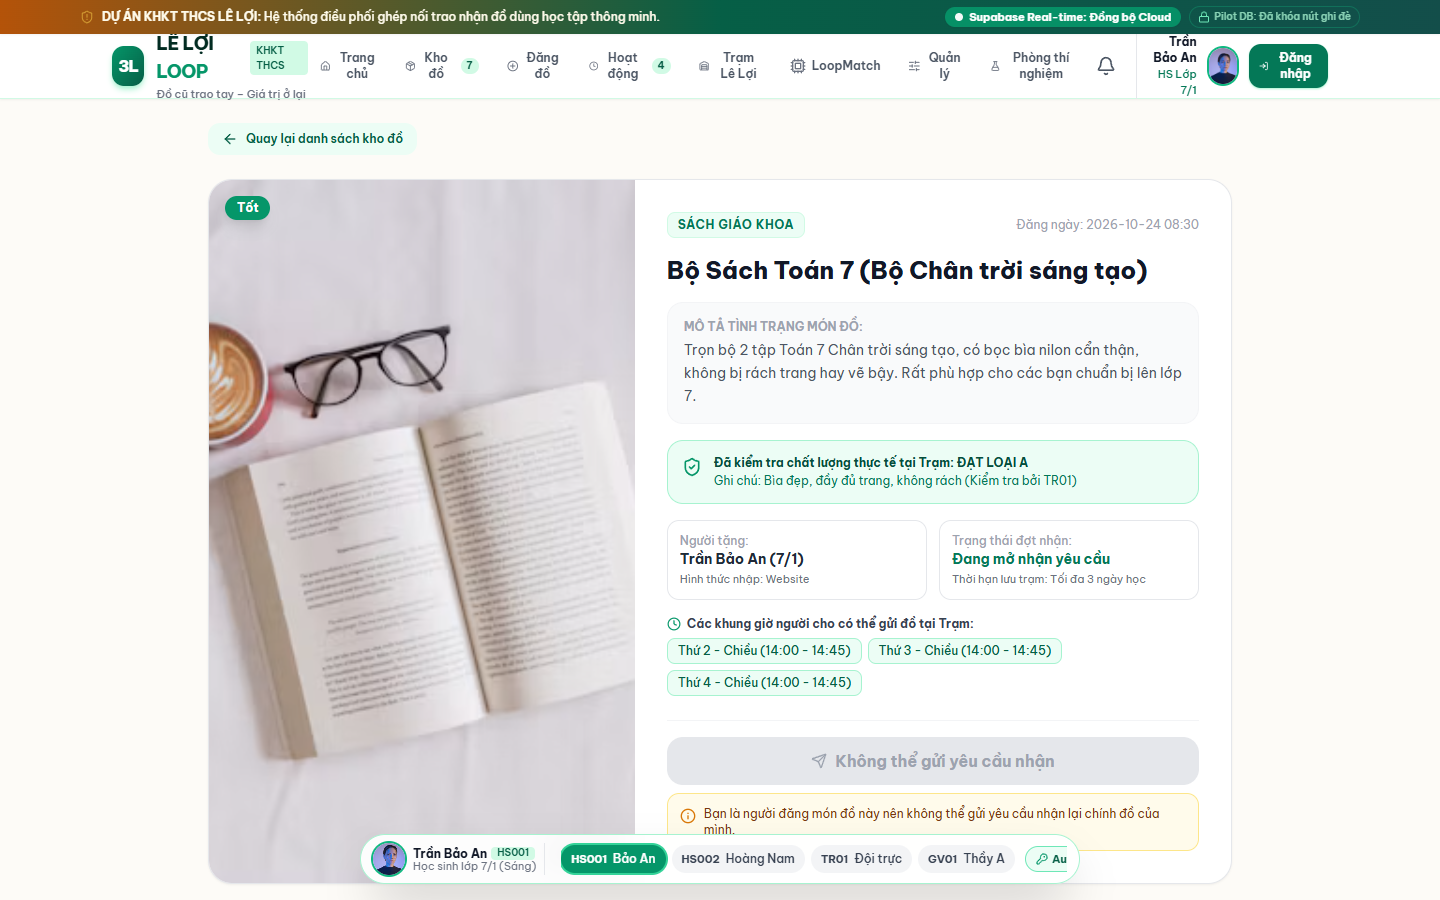 DỰ ÁN KHKT THCS LÊ LỢI: Hệ thống điều phối ghép nối trao nhận đồ dùng học tập thông minh.
Supabase Real-time: Đồng bộ Cloud
Pilot DB: Đã khóa nút ghi đè
3L
LÊ LỢI
LOOP
KHKT
THCS
Đồ cũ trao tay – Giá trị ở lại
Trang
chủ
Kho
đồ
7
Đăng
đồ
Hoạt
động
4
Trạm
Lê Lợi
LoopMatch
Quản
lý
Phòng thí
nghiệm
Trần
Bảo An
HS Lớp
7/1
Đăng
nhập
Quay lại danh sách kho đồ
Tốt
SÁCH GIÁO KHOA
Đăng ngày: 2026-10-24 08:30
Bộ Sách Toán 7 (Bộ Chân trời sáng tạo)
MÔ TẢ TÌNH TRẠNG MÓN ĐỒ:
Trọn bộ 2 tập Toán 7 Chân trời sáng tạo, có bọc bìa nilon cẩn thận,
không bị rách trang hay vẽ bậy. Rất phù hợp cho các bạn chuẩn bị lên lớp
7.
Đã kiểm tra chất lượng thực tế tại Trạm: ĐẠT LOẠI A
Ghi chú: Bìa đẹp, đầy đủ trang, không rách (Kiểm tra bởi TR01)
Người tặng:
Trần Bảo An (7/1)
Hình thức nhập: Website
Trạng thái đợt nhận:
Đang mở nhận yêu cầu
Thời hạn lưu trạm: Tối đa 3 ngày học
Các khung giờ người cho có thể gửi đồ tại Trạm:
Thứ 2 - Chiều (14:00 - 14:45)
Thứ 3 - Chiều (14:00 - 14:45)
Thứ 4 - Chiều (14:00 - 14:45)
Không thể gửi yêu cầu nhận
Bạn là người đăng món đồ này nên không thể gửi yêu cầu nhận lại chính đồ của
mình.
Trần Bảo An
HS001
Học sinh lớp 7/1 (Sáng)
HS001 Bảo An
HS002 Hoàng Nam
TR01 Đội trực
GV01 Thầy A
Au